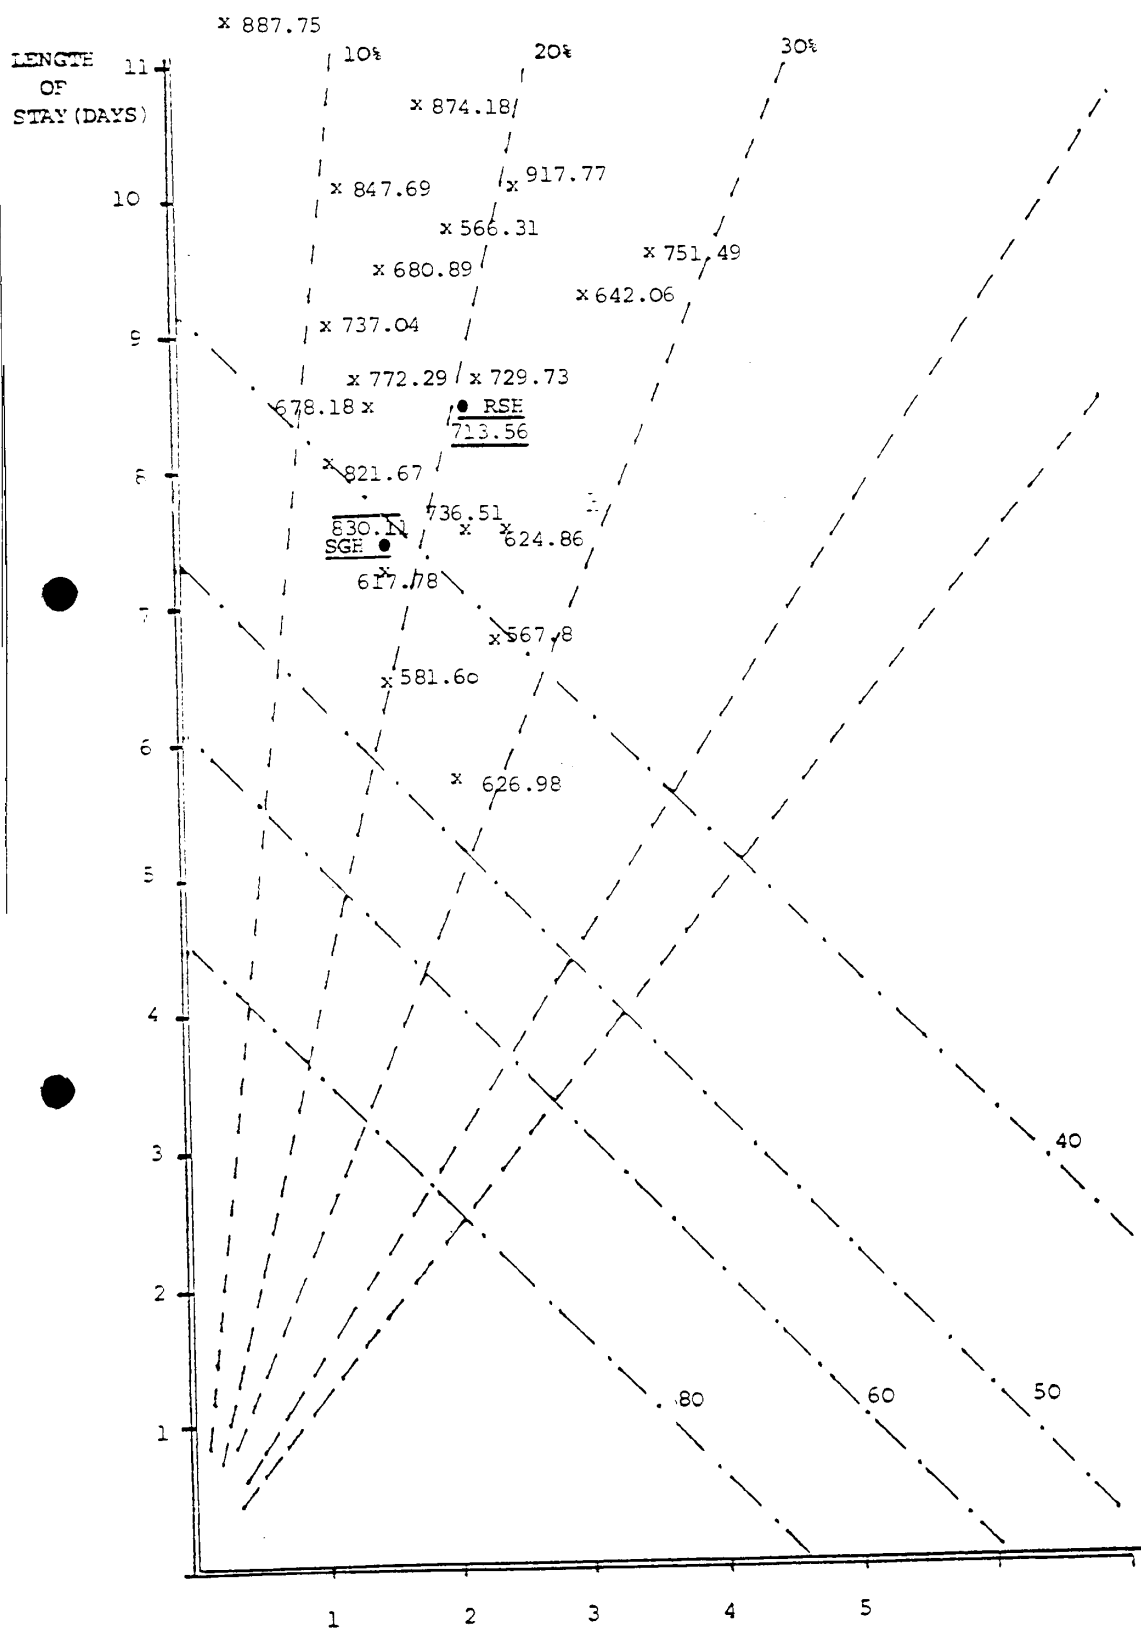 x 887.75
LENGTH
OF
STAY (DAYS)
11
10%
20%
30%
x 874.18
x 917.77
x 847.69
10
x 566.31
x 751.49
x 680.89
x 642.06
x 737.04
9
x 772.29
x 729.73
678.18 x
● RSH
713.56
x 821.67
8
830.11
736.51
x
x 624.86
SGH ●
x 617.78
7
x 567.8
x 581.60
6
x 626.98
5
4
3
40
2
80
60
50
1
1
2
3
4
5